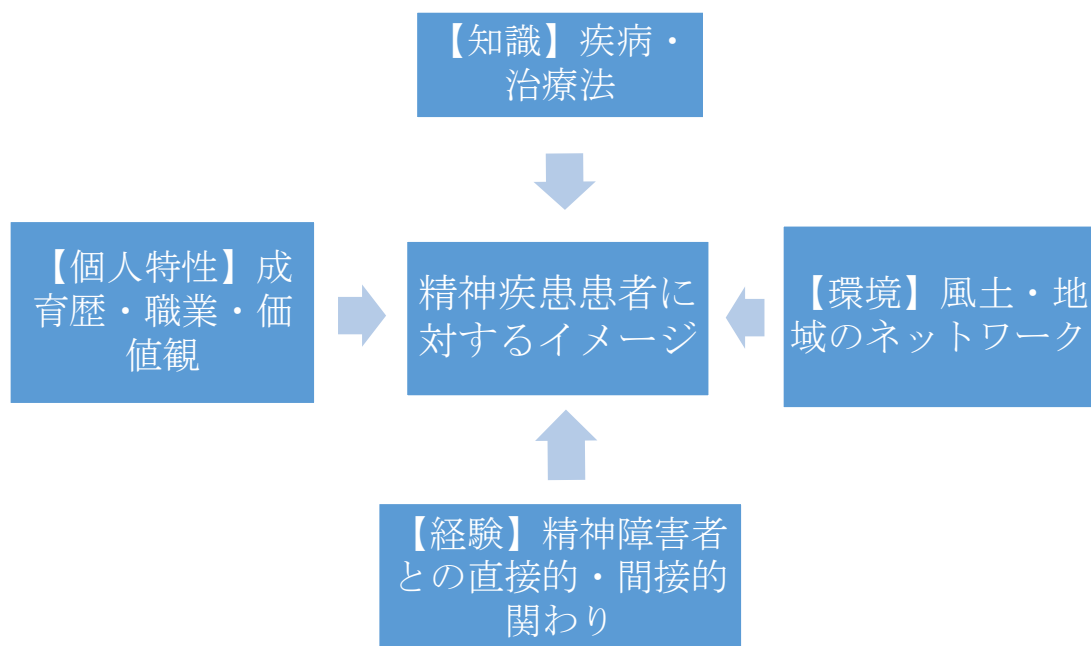 【知識】疾病・
治療法
【個人特性】成
育歴・職業・価
値観
精神疾患患者に
対するイメージ
【環境】風土・地
域のネットワーク
【経験】精神障害者
との直接的・間接的
関わり